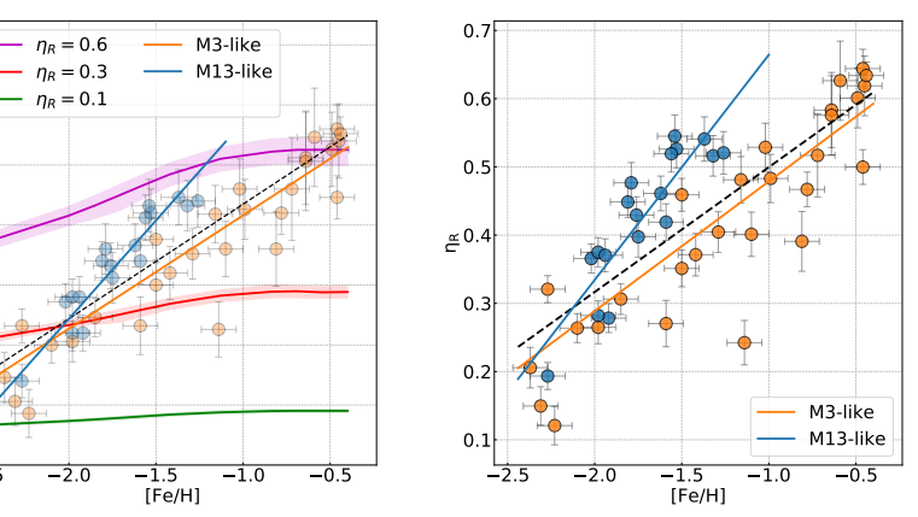 η_R = 0.6
η_R = 0.3
η_R = 0.1
M3-like
M13-like
−2.0 −1.5 −1.0 −0.5
[Fe/H]
0.7
0.6
0.5
0.4
0.3
0.2
0.1
η_R
M3-like
M13-like
−2.5 −2.0 −1.5 −1.0 −0.5
[Fe/H]